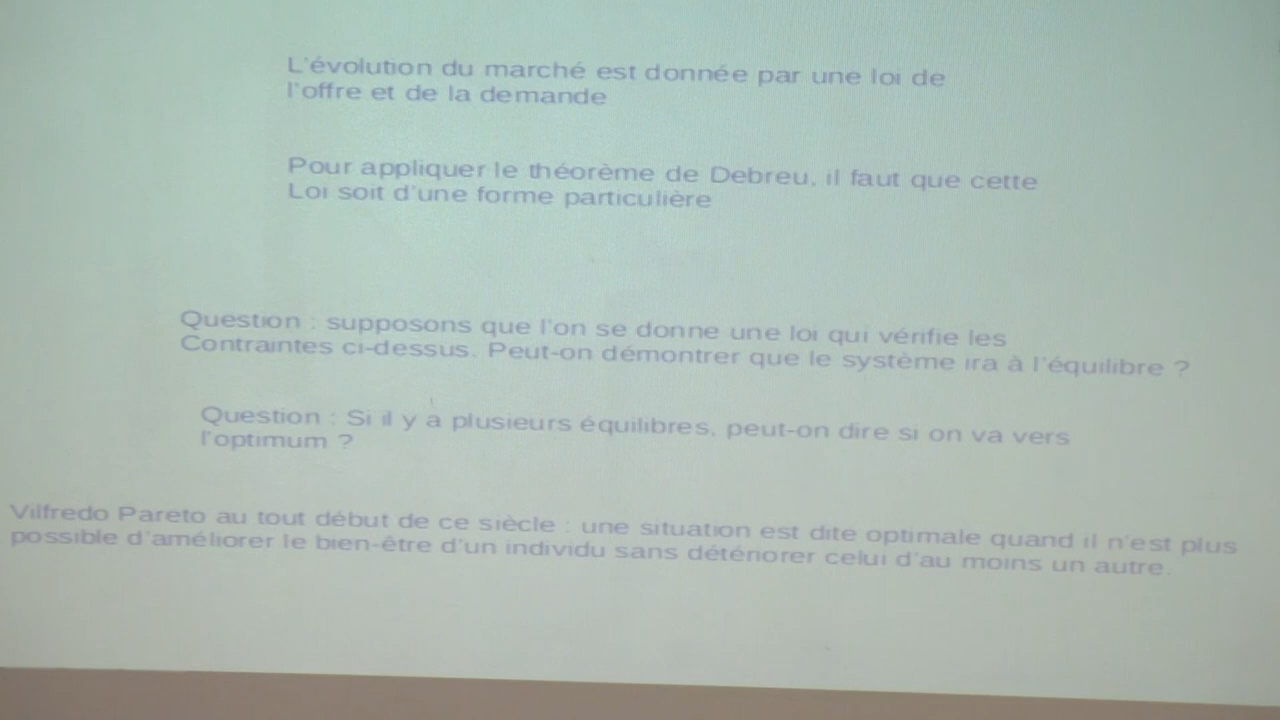 L'évolution du marché est donnée par une loi de
l'offre et de la demande
Pour appliquer le théorème de Debreu, il faut que cette
Loi soit d'une forme particulière
Question : supposons que l'on se donne une loi qui vérifie les
Contraintes ci-dessus. Peut-on démontrer que le système ira à l'équilibre ?
Question : Si il y a plusieurs équilibres, peut-on dire si on va vers
l'optimum ?
Vilfredo Pareto au tout début de ce siècle : une situation est dite optimale quand il n'est plus
possible d'améliorer le bien-être d'un individu sans détériorer celui d'au moins un autre.